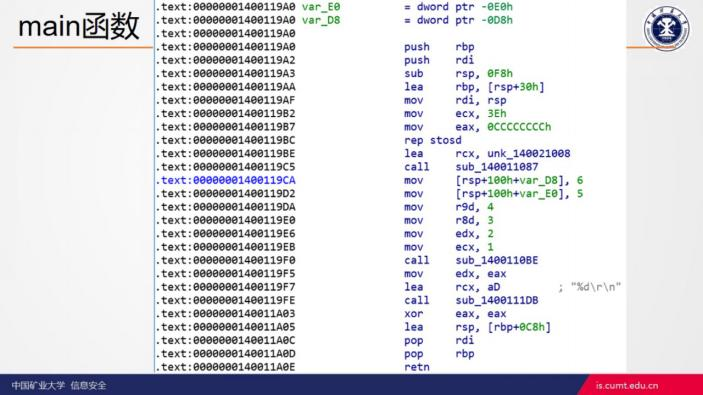 main函数
.text:00000001400119A0 var_E0 = dword ptr -0E0h
.text:00000001400119A0 var_D8 = dword ptr -0D8h
.text:00000001400119A0
.text:00000001400119A0 push rbp
.text:00000001400119A2 push rdi
.text:00000001400119A3 sub rsp, 0F8h
.text:00000001400119AA lea rbp, [rsp+30h]
.text:00000001400119AF mov rdi, rsp
.text:00000001400119B2 mov ecx, 3Eh
.text:00000001400119B7 mov eax, 0CCCCCCCCh
.text:00000001400119BC rep stosd
.text:00000001400119BE lea rcx, unk_140021008
.text:00000001400119C5 call sub_140011087
.text:00000001400119CA mov [rsp+100h+var_D8], 6
.text:00000001400119D2 mov [rsp+100h+var_E0], 5
.text:00000001400119DA mov r9d, 4
.text:00000001400119E0 mov r8d, 3
.text:00000001400119E6 mov edx, 2
.text:00000001400119EB mov ecx, 1
.text:00000001400119F0 call sub_1400110BE
.text:00000001400119F5 mov edx, eax
.text:00000001400119F7 lea rcx, aD ; "%d\r\n"
.text:00000001400119FE call sub_1400111DB
.text:0000000140011A03 xor eax, eax
.text:0000000140011A05 lea rsp, [rbp+0C8h]
.text:0000000140011A0C pop rdi
.text:0000000140011A0D pop rbp
.text:0000000140011A0E retn
中国矿业大学 信息安全
is.cumt.edu.cn